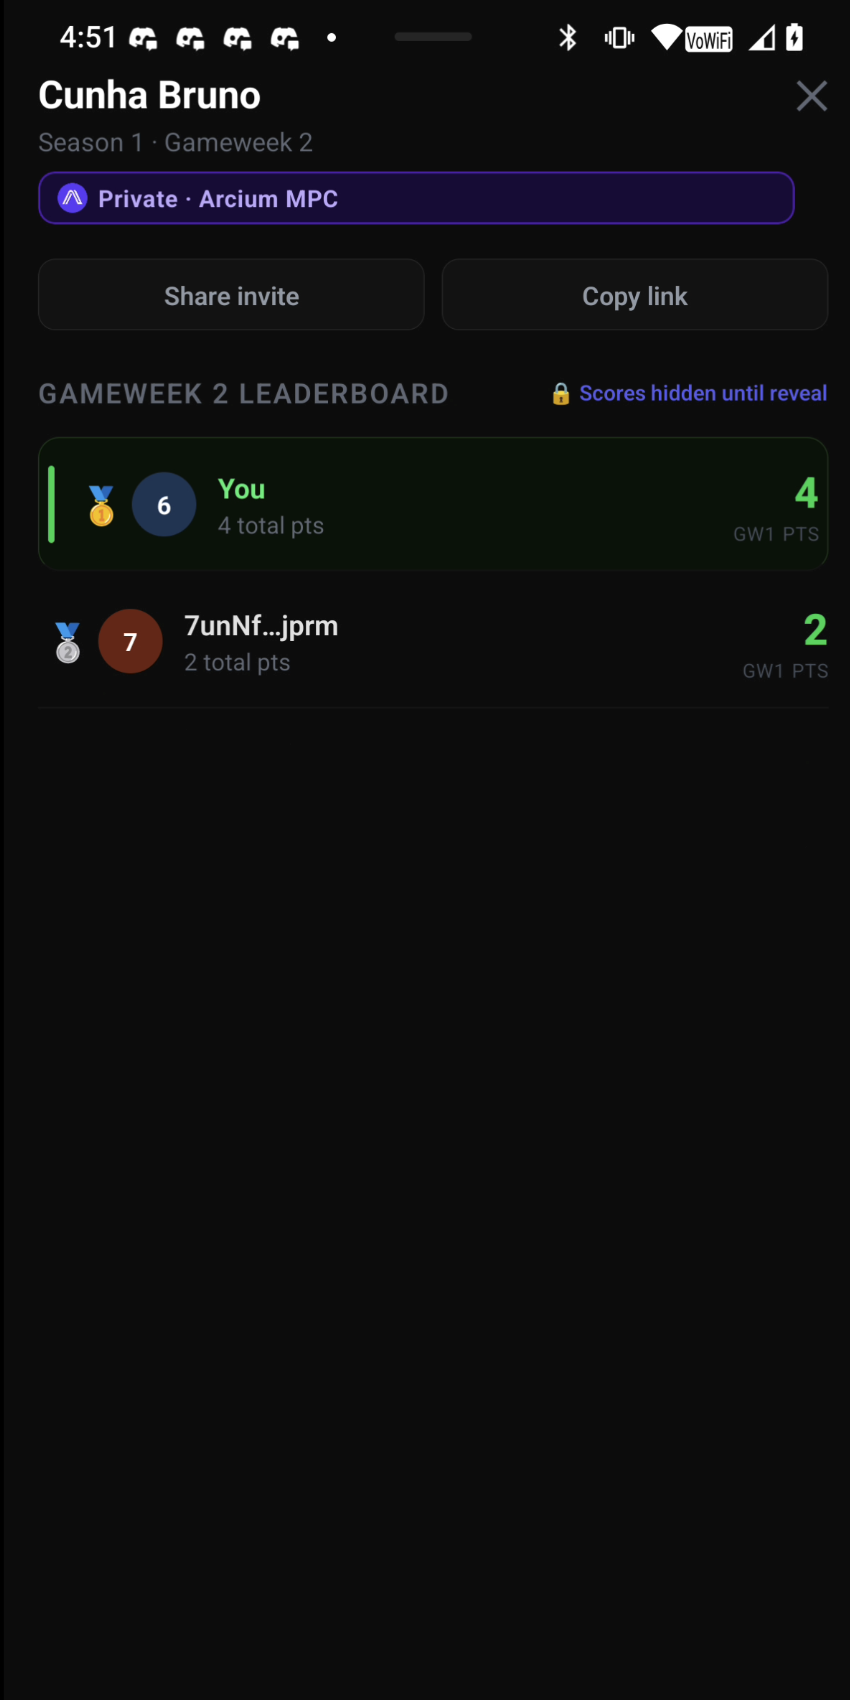 4:51
VoWiFi
Cunha Bruno
Season 1 · Gameweek 2
Private · Arcium MPC
Share invite
Copy link
GAMEWEEK 2 LEADERBOARD
🔒 Scores hidden until reveal
🥇 6 You 4
4 total pts GW1 PTS
🥈 7 7unNf...jprm 2
2 total pts GW1 PTS